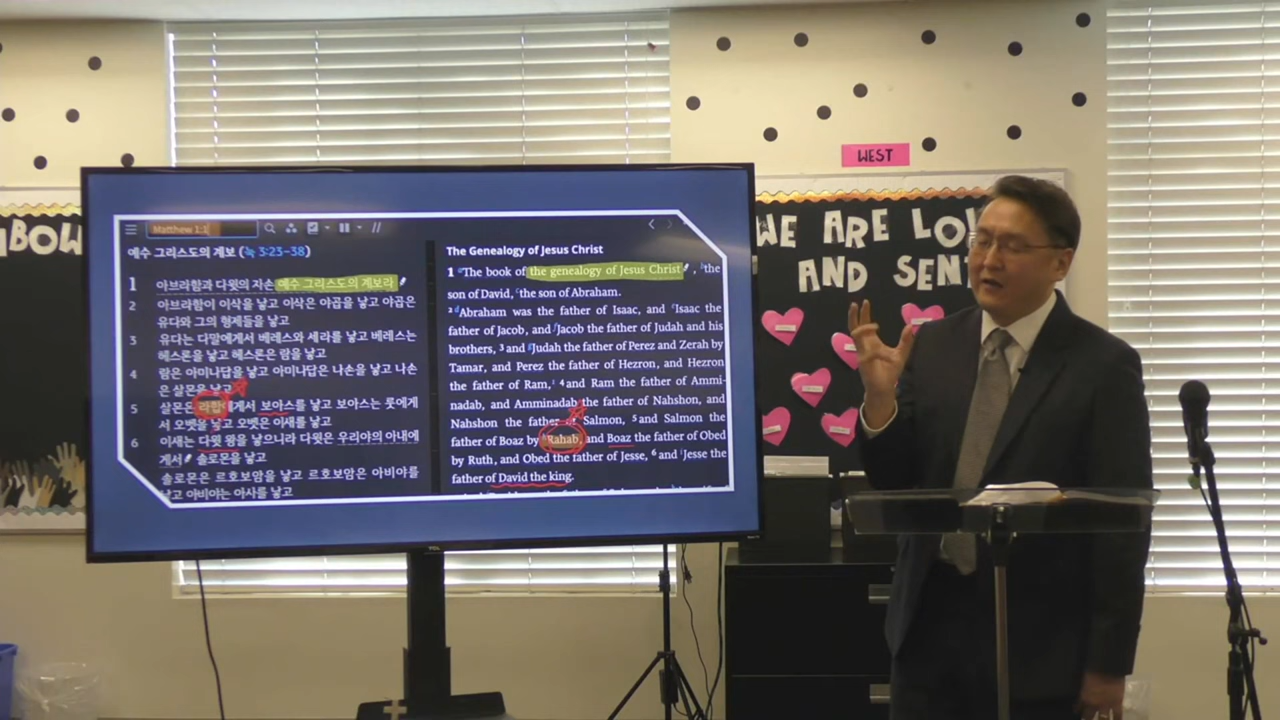 WEST
BOW
WE ARE LO
AND SEN
Matthew 1:1
예수 그리스도의 계보 (눅 3:23-38)
1 아브라함과 다윗의 자손 예수 그리스도의 계보라
2 아브라함이 이삭을 낳고 이삭은 야곱을 낳고 야곱은
유다와 그의 형제들을 낳고
3 유다는 다말에게서 베레스와 세라를 낳고 베레스는
헤스론을 낳고 헤스론은 람을 낳고
4 람은 아미나답을 낳고 아미나답은 나손을 낳고 나손
은 살몬을 낳고
5 살몬은 라합에게서 보아스를 낳고 보아스는 룻에게
서 오벳을 낳고 오벳은 이새를 낳고
6 이새는 다윗 왕을 낳으니라 다윗은 우리야의 아내에
게서 솔로몬을 낳고
솔로몬은 르호보암을 낳고 르호보암은 아비야를
낳고 아비야는 아사를 낳고
The Genealogy of Jesus Christ
1 The book of the genealogy of Jesus Christ, the
son of David, the son of Abraham.
2 Abraham was the father of Isaac, and Isaac the
father of Jacob, and Jacob the father of Judah and his
brothers, 3 and Judah the father of Perez and Zerah by
Tamar, and Perez the father of Hezron, and Hezron
the father of Ram, 4 and Ram the father of Ammi-
nadab, and Amminadab the father of Nahshon, and
Nahshon the father of Salmon, 5 and Salmon the
father of Boaz by Rahab, and Boaz the father of Obed
by Ruth, and Obed the father of Jesse, 6 and Jesse the
father of David the king.
TCL